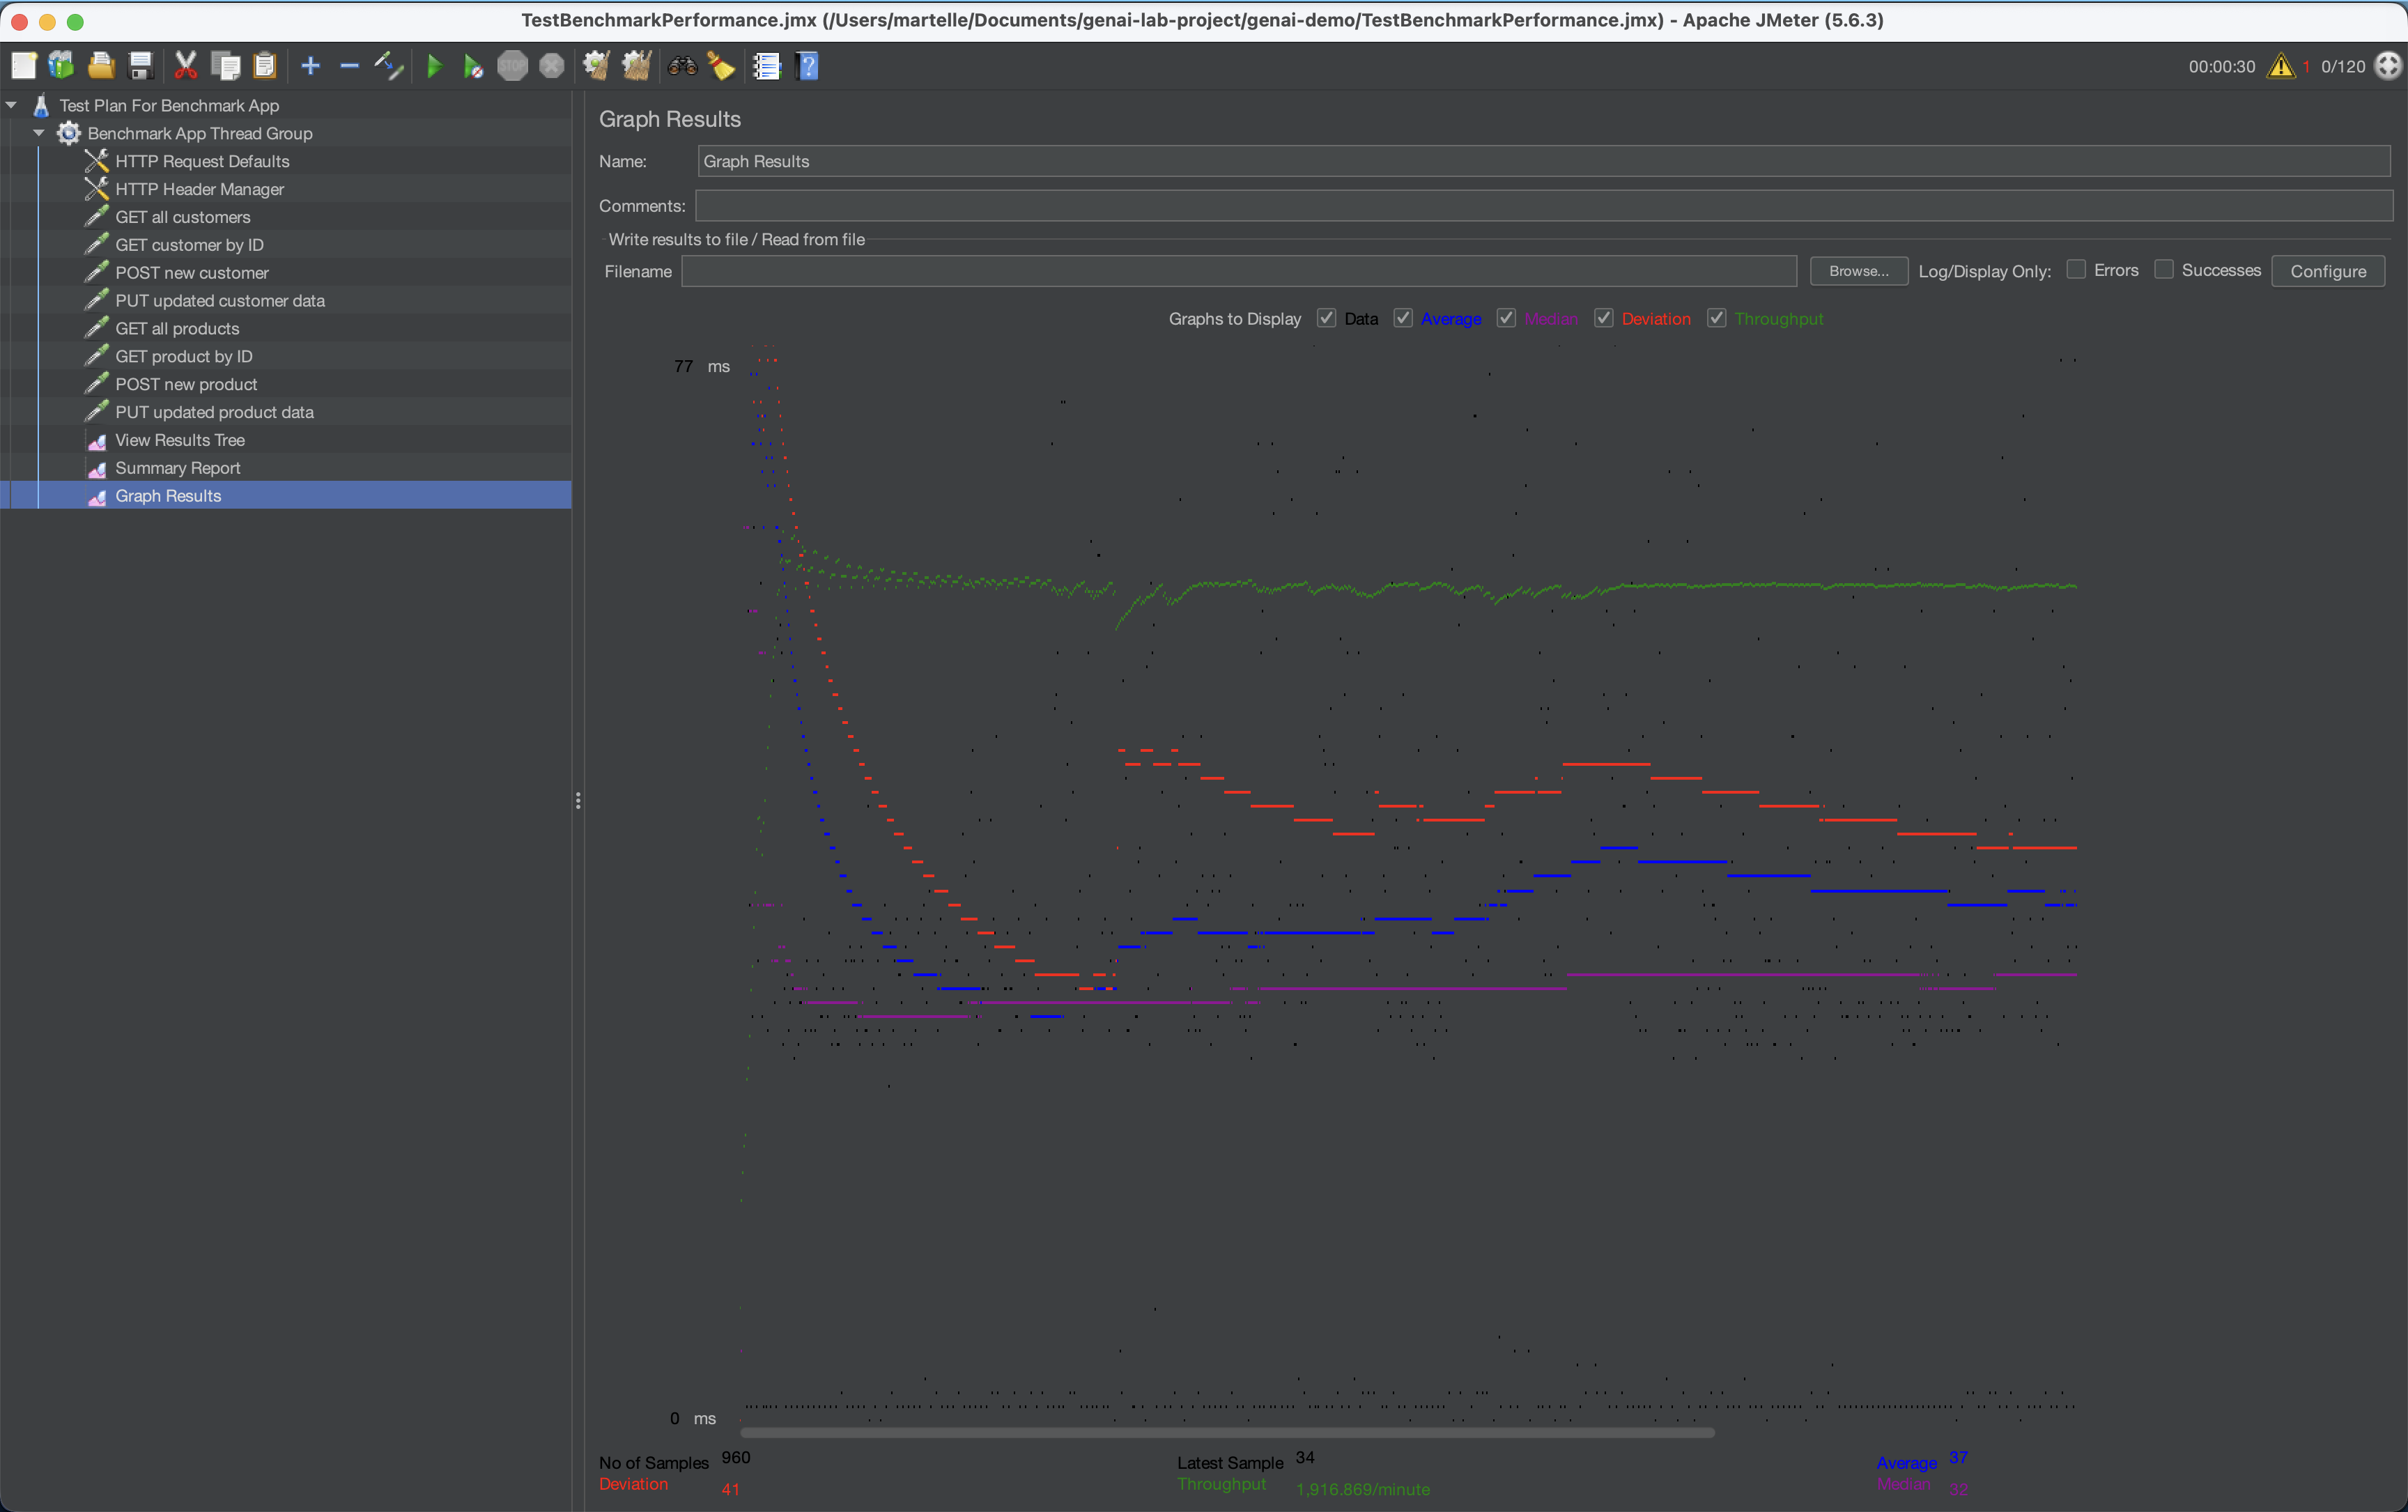 TestBenchmarkPerformance.jmx (/Users/martelle/Documents/genai-lab-project/genai-demo/TestBenchmarkPerformance.jmx) - Apache JMeter (5.6.3)
STOP
00:00:30 1 0/120
Test Plan For Benchmark App
Benchmark App Thread Group
HTTP Request Defaults
HTTP Header Manager
GET all customers
GET customer by ID
POST new customer
PUT updated customer data
GET all products
GET product by ID
POST new product
PUT updated product data
View Results Tree
Summary Report
Graph Results
Graph Results
Name: Graph Results
Comments:
Write results to file / Read from file
Filename Browse... Log/Display Only: Errors Successes Configure
Graphs to Display Data Average Median Deviation Throughput
77 ms
0 ms
No of Samples 960 Latest Sample 34 Average 37
Deviation 41 Throughput 1,916.869/minute Median 32